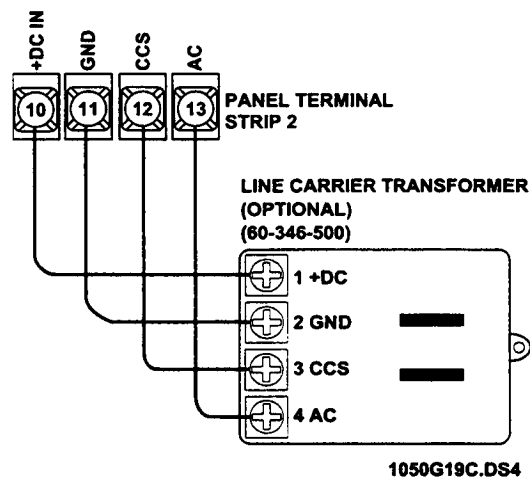 +DC IN
GND
CCS
AC
10
11
12
13
PANEL TERMINAL
STRIP 2
LINE CARRIER TRANSFORMER
(OPTIONAL)
(60-346-500)
1 +DC
2 GND
3 CCS
4 AC
1050G19C.DS4